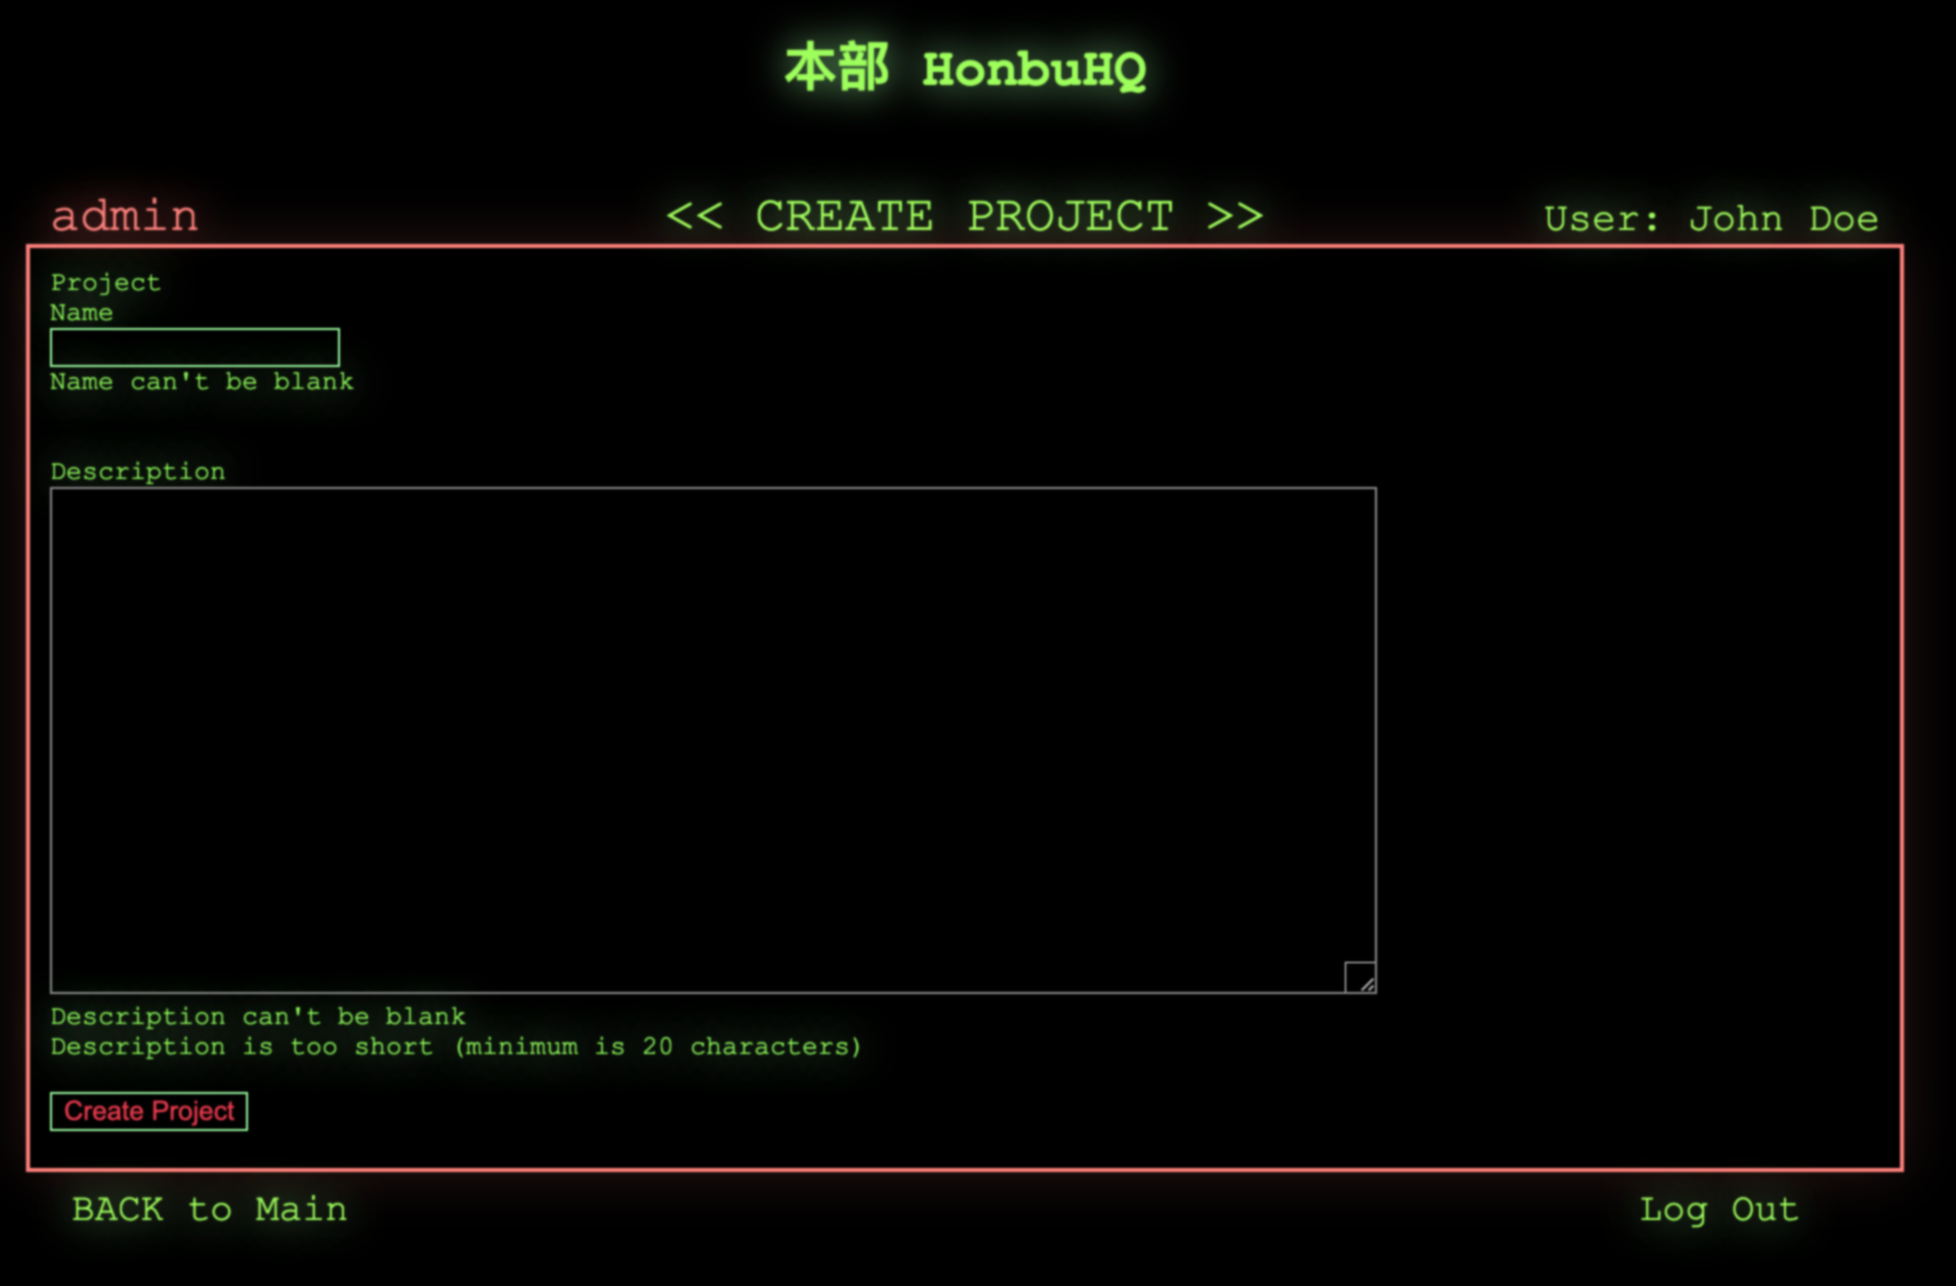 本部 HonbuHQ
admin
<< CREATE PROJECT >>
User: John Doe
Project
Name
Name can't be blank
Description
Description can't be blank
Description is too short (minimum is 20 characters)
Create Project
BACK to Main
Log Out